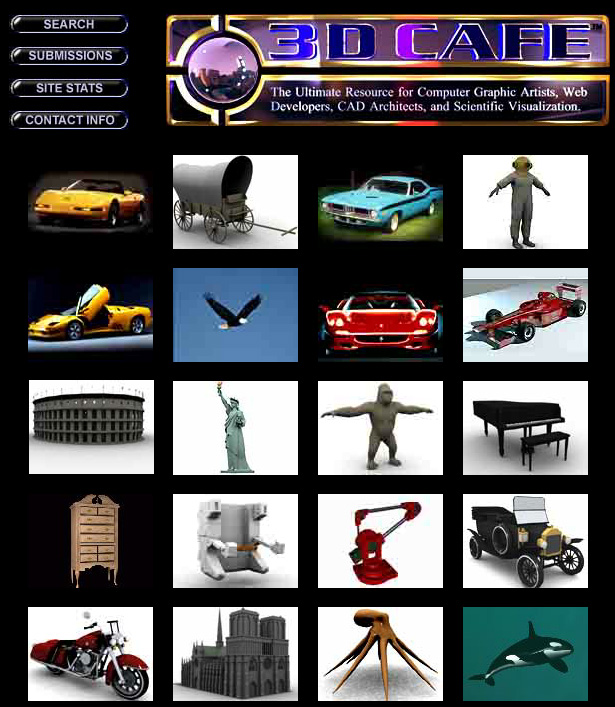 SEARCH
SUBMISSIONS
SITE STATS
CONTACT INFO
3D CAFE™
The Ultimate Resource for Computer Graphic Artists, Web
Developers, CAD Architects, and Scientific Visualization.